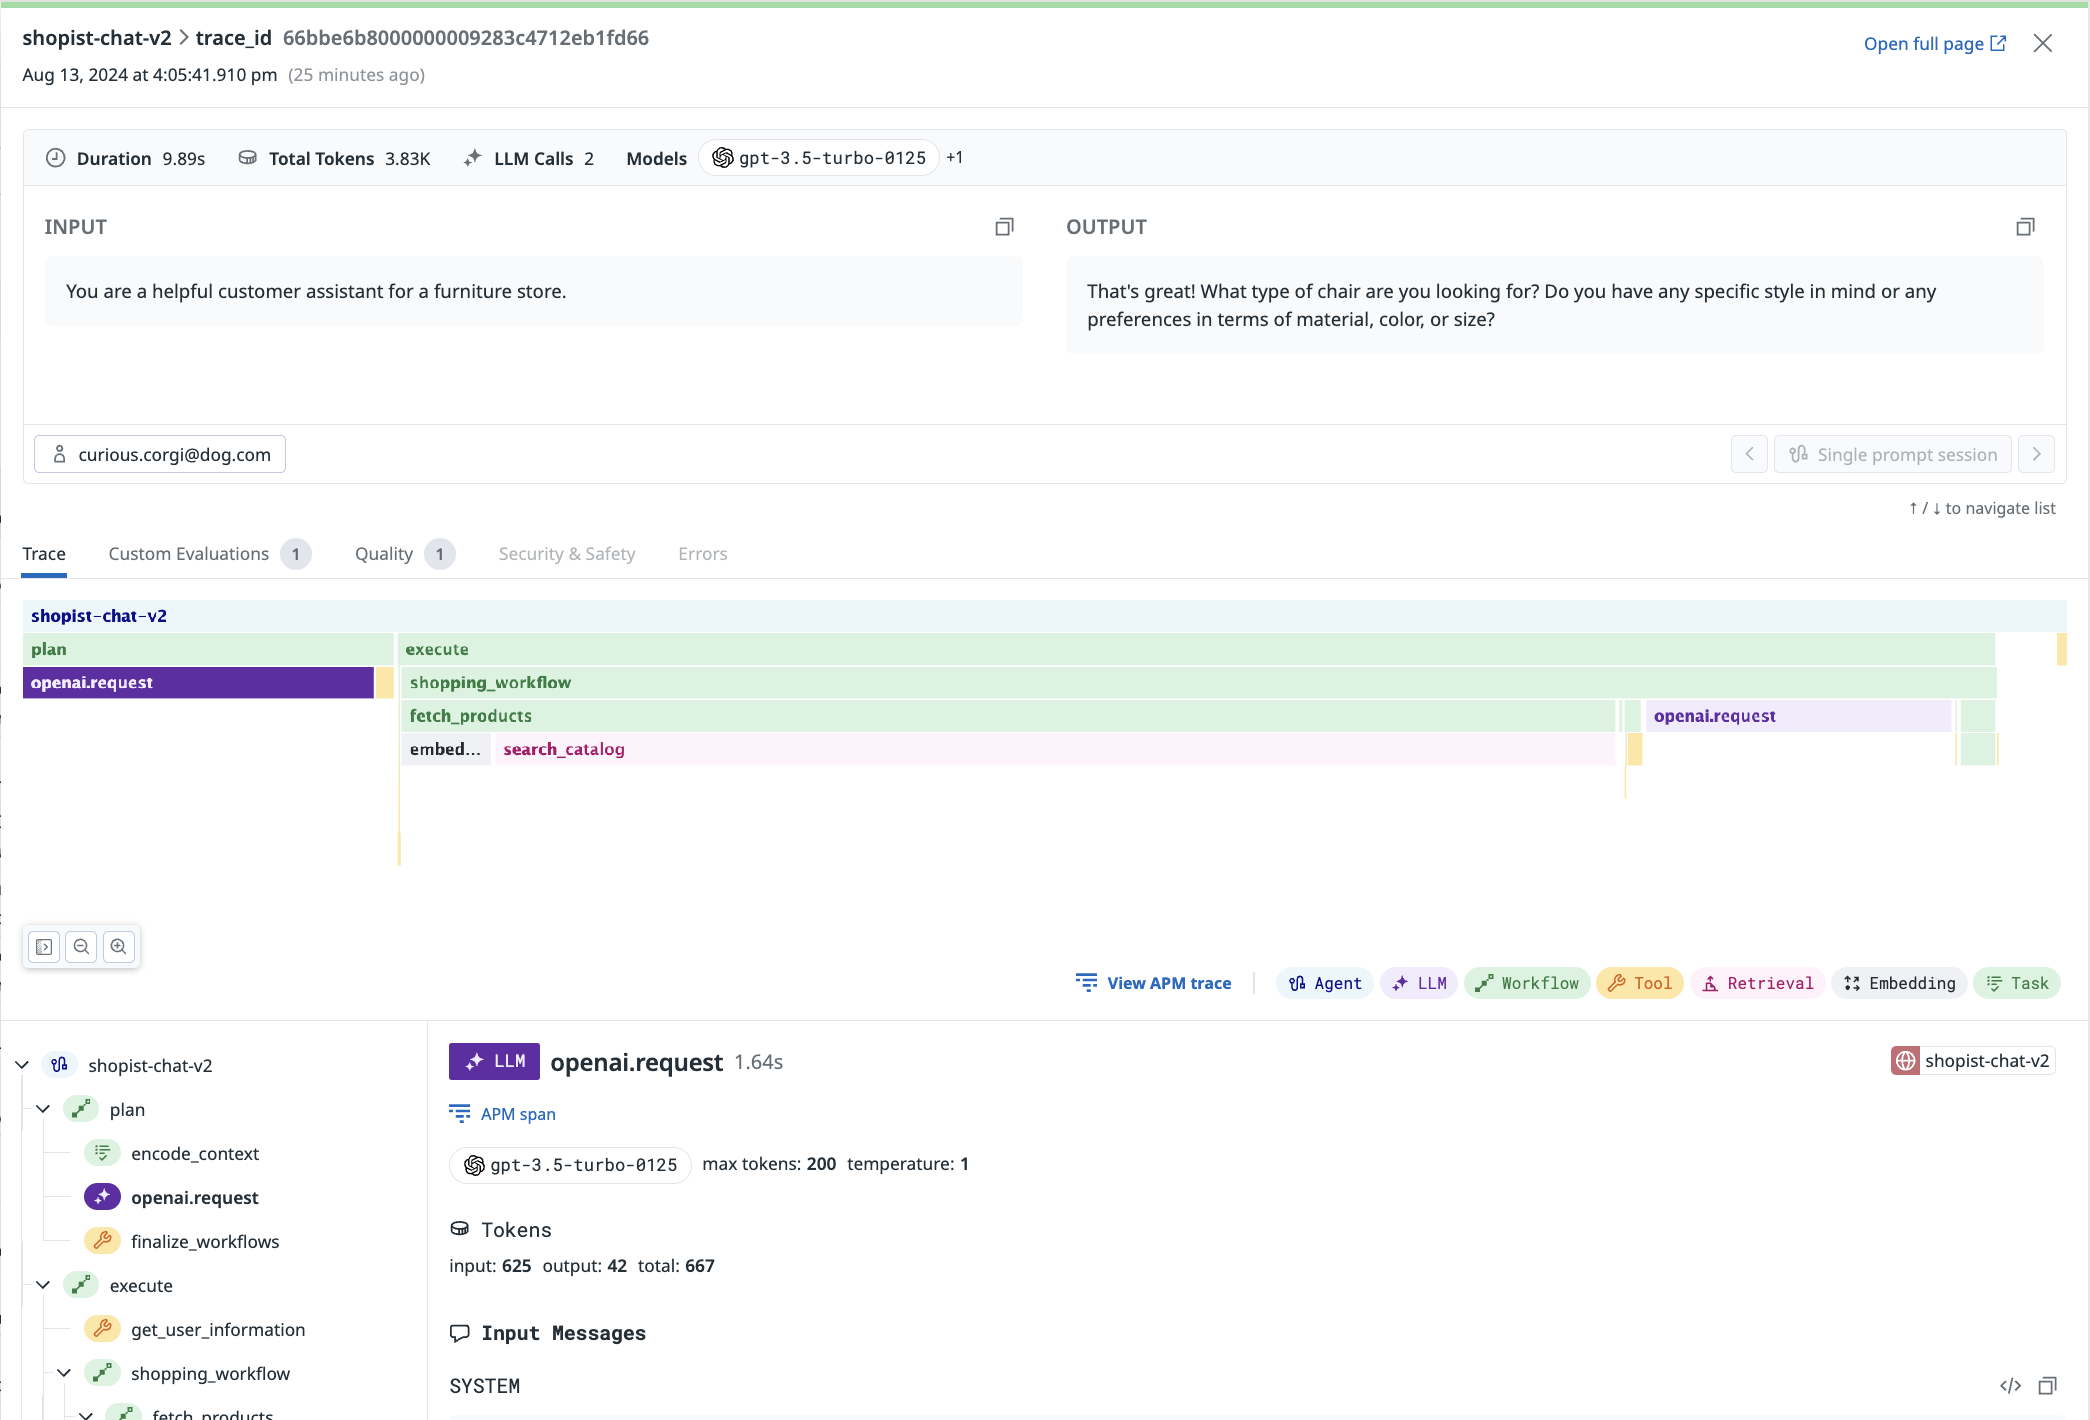 shopist-chat-v2 > trace_id 66bbe6b8000000009283c4712eb1fd66
Open full page
Aug 13, 2024 at 4:05:41.910 pm (25 minutes ago)
Duration 9.89s Total Tokens 3.83K LLM Calls 2 Models gpt-3.5-turbo-0125 +1
INPUT
You are a helpful customer assistant for a furniture store.
OUTPUT
That's great! What type of chair are you looking for? Do you have any specific style in mind or any
preferences in terms of material, color, or size?
curious.corgi@dog.com
Single prompt session
↑ / ↓ to navigate list
Trace Custom Evaluations 1 Quality 1 Security & Safety Errors
shopist-chat-v2
plan execute
openai.request shopping_workflow
fetch_products openai.request
embed... search_catalog
View APM trace Agent LLM Workflow Tool Retrieval Embedding Task
shopist-chat-v2
plan
encode_context
openai.request
finalize_workflows
execute
get_user_information
shopping_workflow
fetch_products
LLM openai.request 1.64s
shopist-chat-v2
APM span
gpt-3.5-turbo-0125 max tokens: 200 temperature: 1
Tokens
input: 625 output: 42 total: 667
Input Messages
SYSTEM